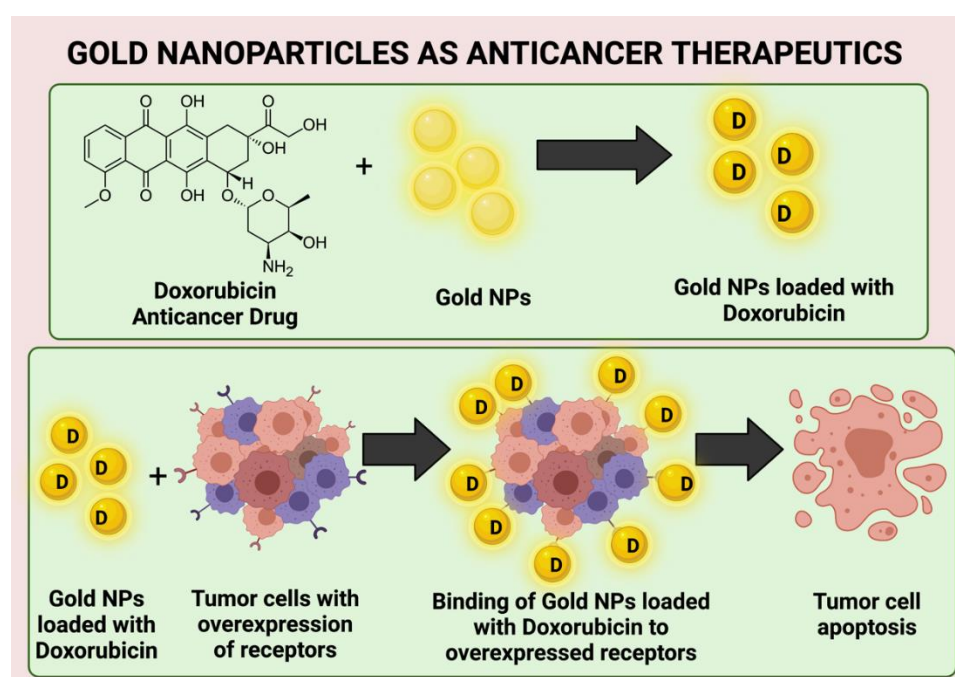 GOLD NANOPARTICLES AS ANTICANCER THERAPEUTICS
O
OH
O
OH
OH
O
O
OH
O
H
O
OH
NH2
+
D
D
D
D
Doxorubicin
Anticancer Drug
Gold NPs
Gold NPs loaded with
Doxorubicin
D
D
D
D
+
D
D
D
D
D
D
D
D
D
Gold NPs
loaded with
Doxorubicin
Tumor cells with
overexpression
of receptors
Binding of Gold NPs loaded
with Doxorubicin to
overexpressed receptors
Tumor cell
apoptosis